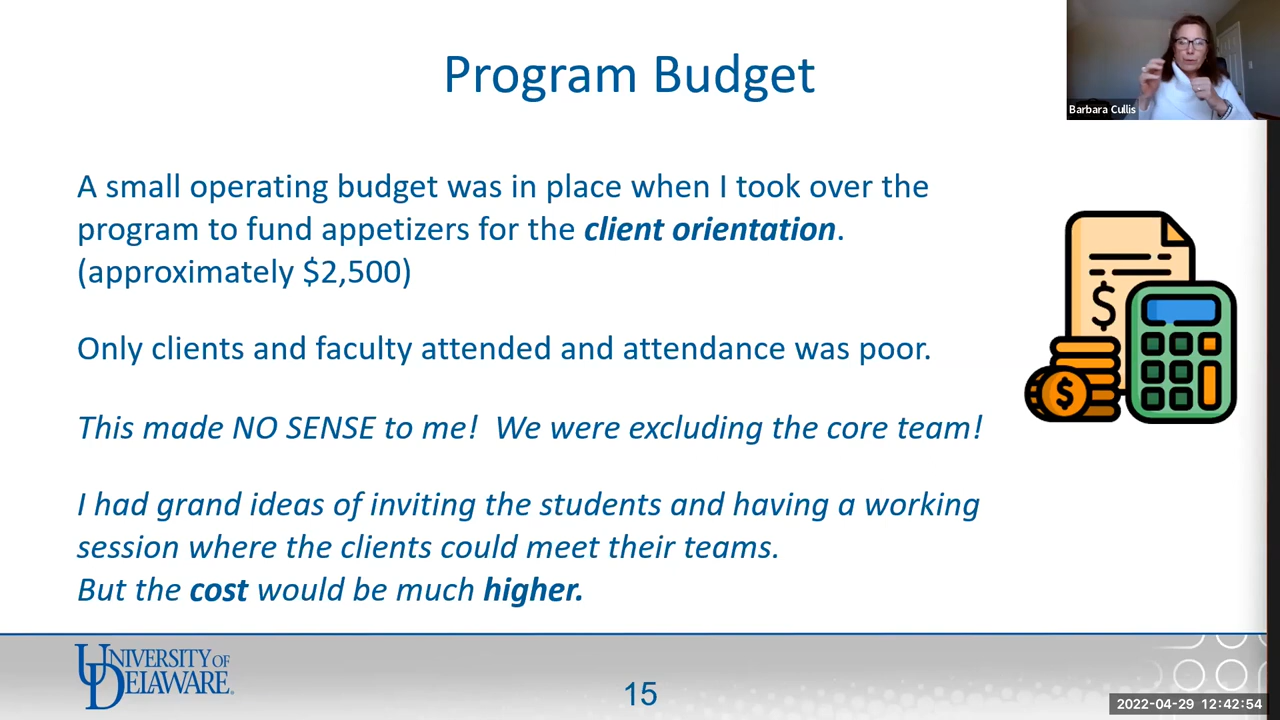 Program Budget
Barbara Cullis
A small operating budget was in place when I took over the
program to fund appetizers for the client orientation.
(approximately $2,500)
Only clients and faculty attended and attendance was poor.
This made NO SENSE to me! We were excluding the core team!
I had grand ideas of inviting the students and having a working
session where the clients could meet their teams.
But the cost would be much higher.
$
$
UNIVERSITY OF
DELAWARE.
15
2022-04-29 12:42:54